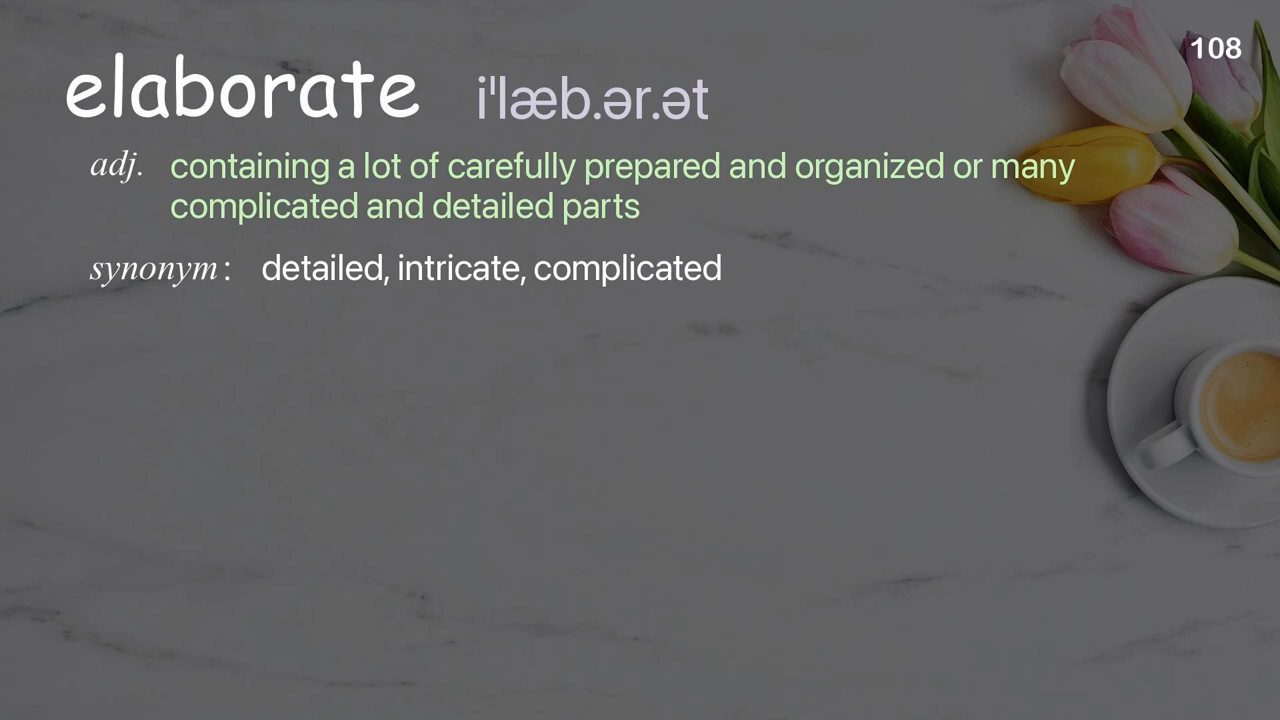 108
elaborate iˈlæb.ər.ət
adj. containing a lot of carefully prepared and organized or many
complicated and detailed parts
synonym : detailed, intricate, complicated